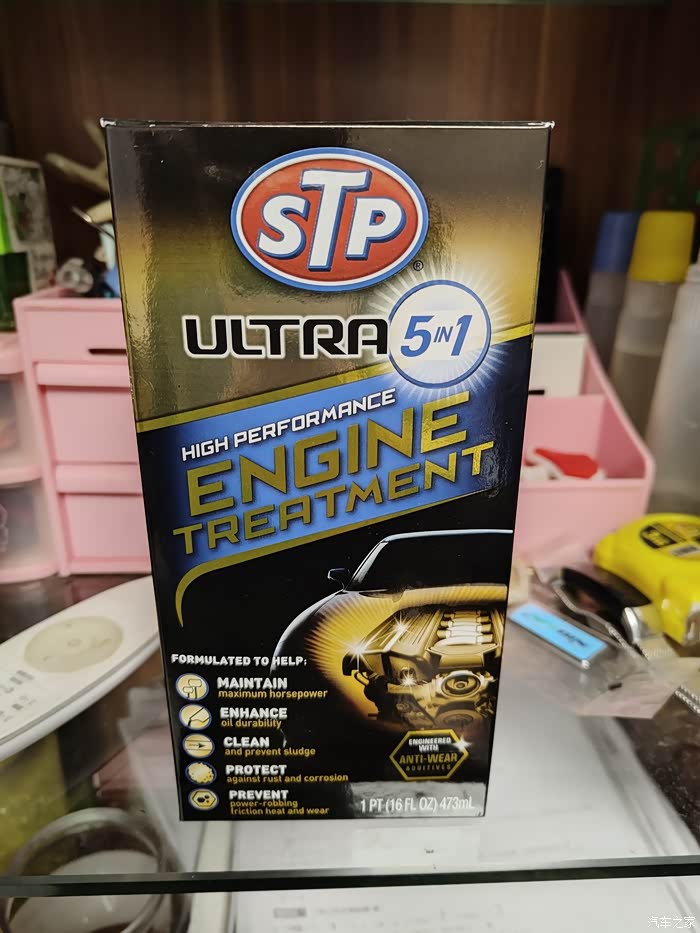 STP
®
ULTRA 5 IN 1
HIGH PERFORMANCE
ENGINE
TREATMENT
FORMULATED TO HELP:
MAINTAIN
maximum horsepower
ENHANCE
oil durability
CLEAN
and prevent sludge
PROTECT
against rust and corrosion
PREVENT
power-robbing
friction heat and wear
ENGINEERED
WITH
ANTI-WEAR
ADDITIVES
1 PT (16 FL OZ) 473mL
汽车之家